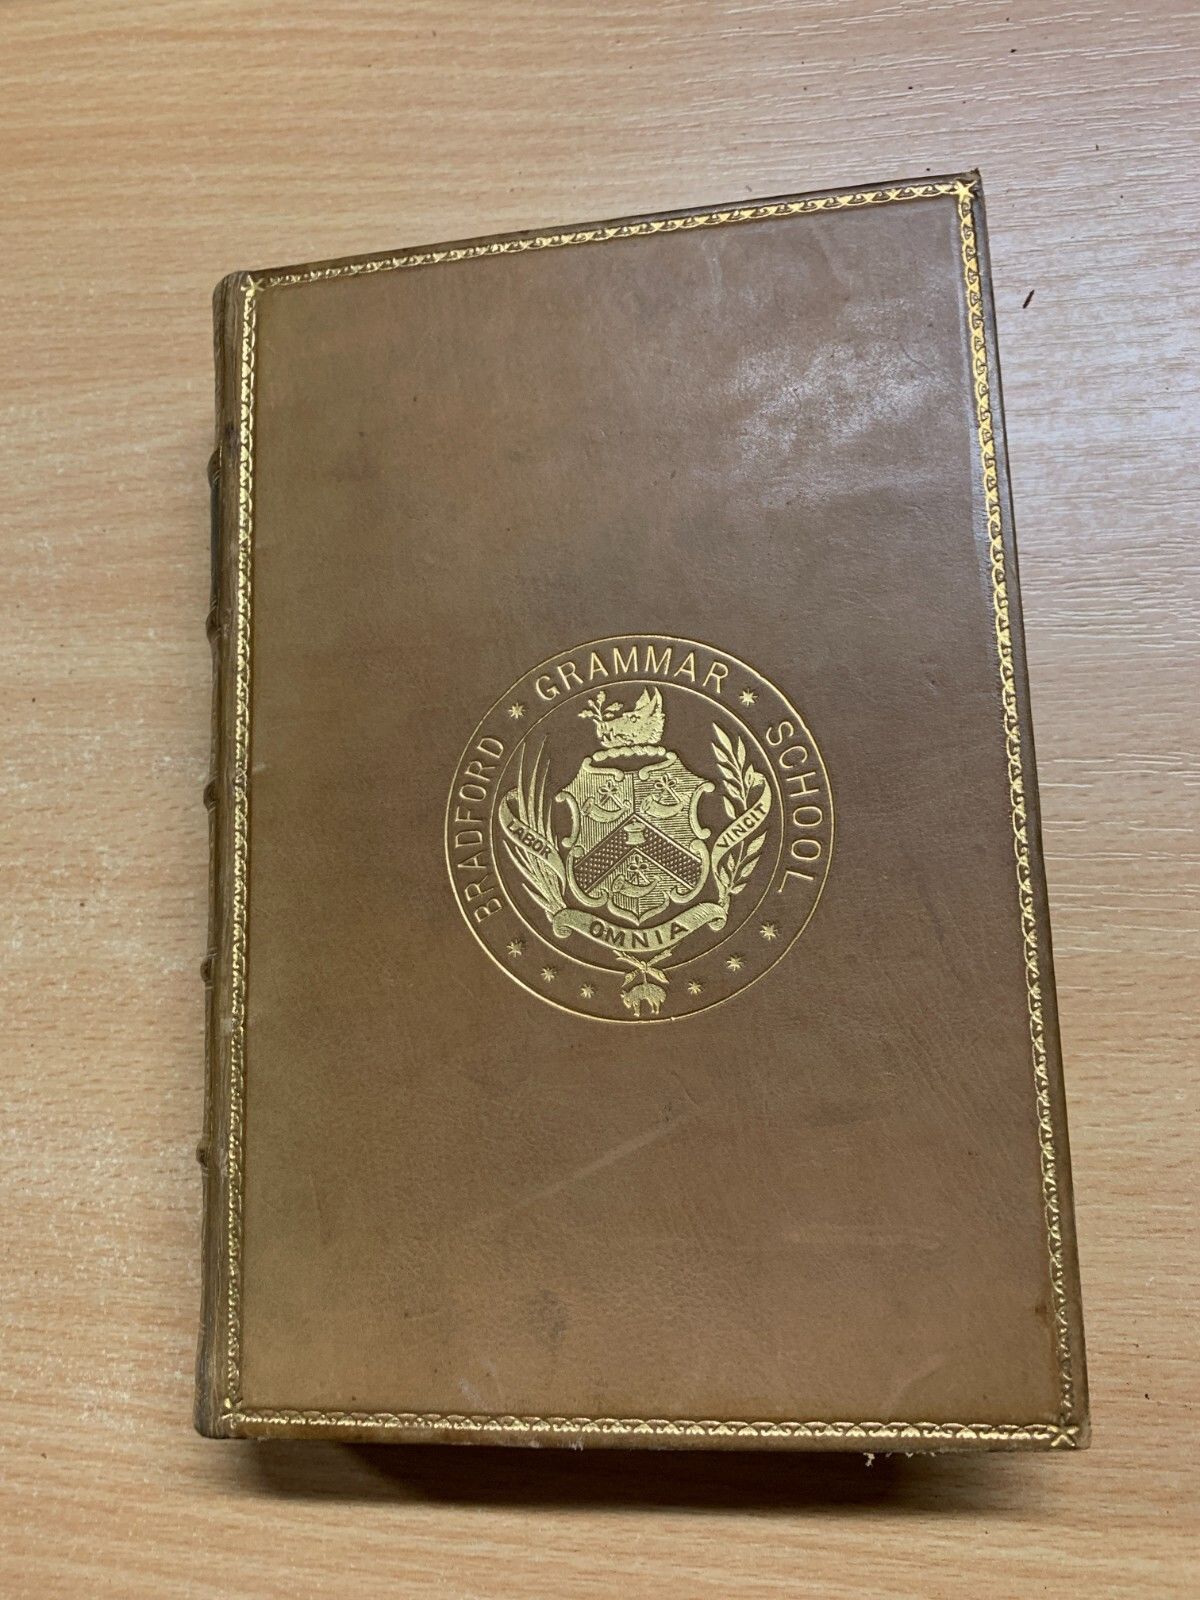 BRADFORD * GRAMMAR * SCHOOL
LABOR
OMNIA
VINCIT